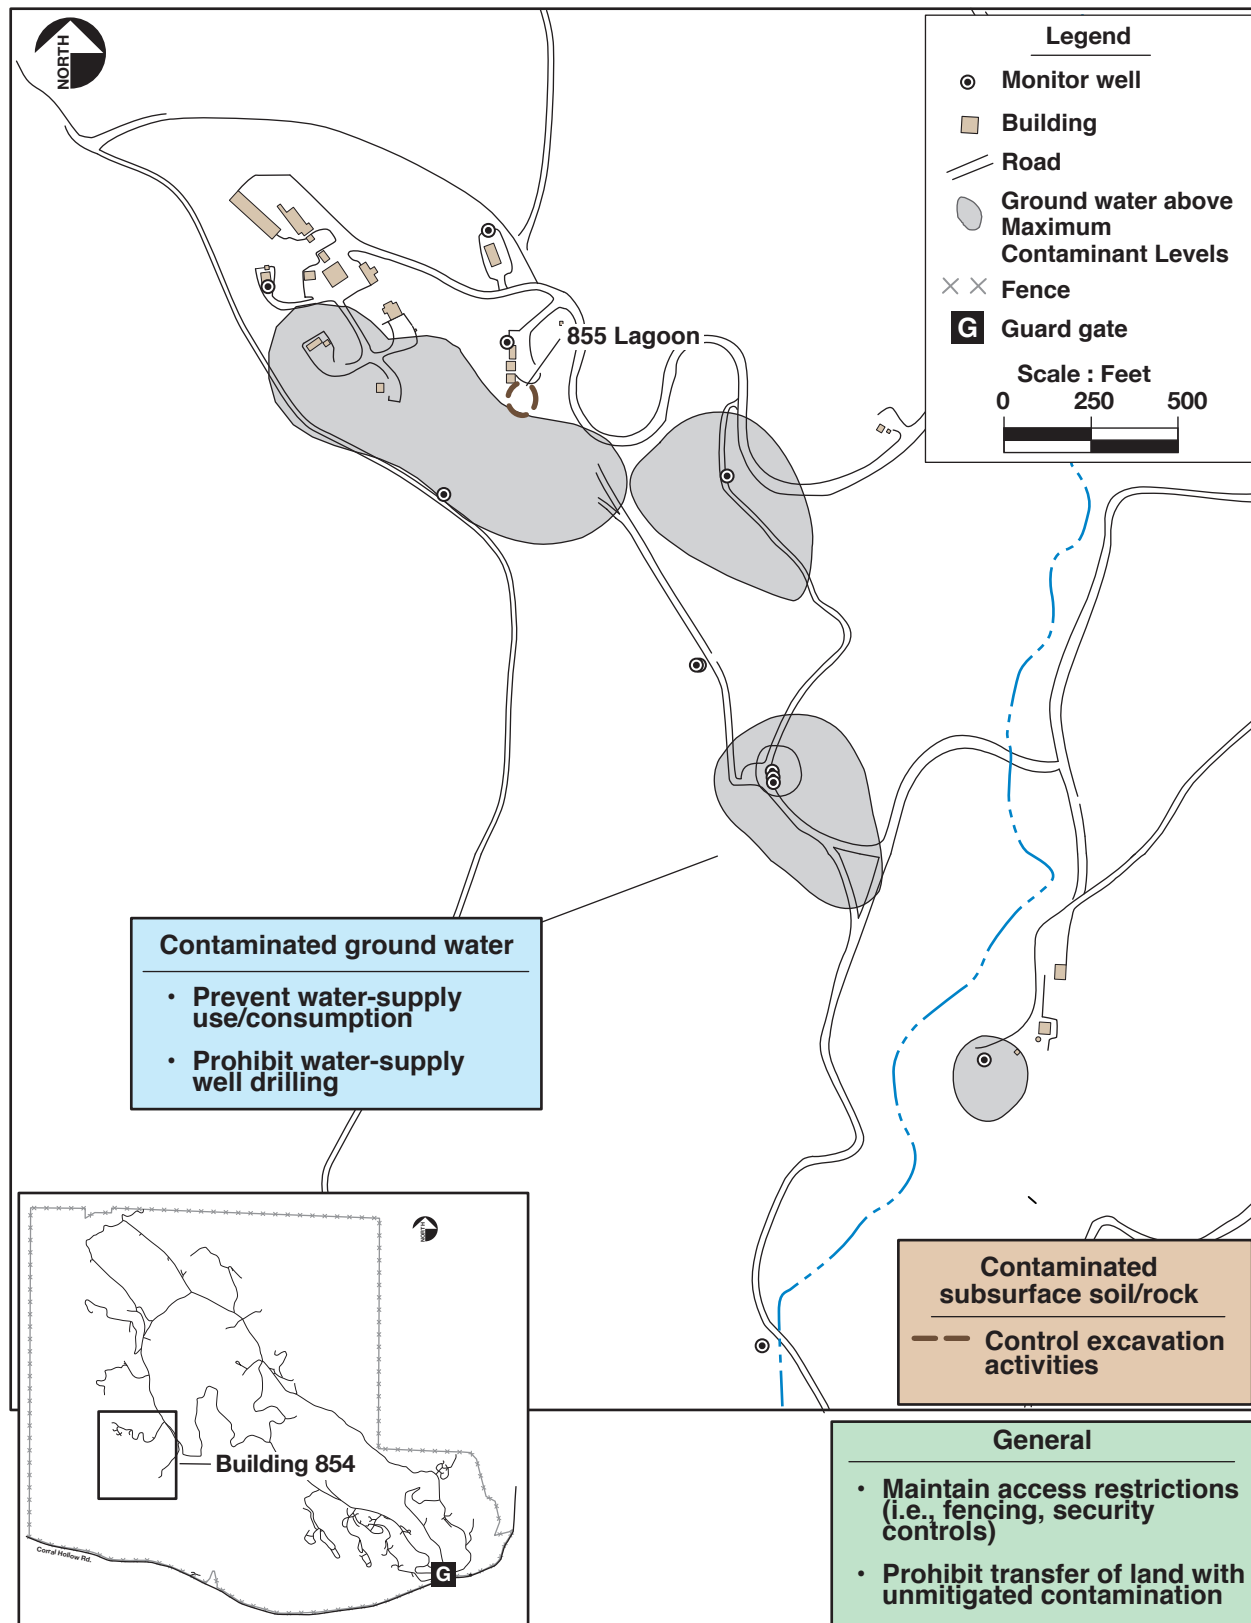 NORTH
Legend
Monitor well
Building
Road
Ground water above
Maximum
Contaminant Levels
Fence
G Guard gate
Scale : Feet
0 250 500
855 Lagoon
Contaminated ground water
• Prevent water-supply
use/consumption
• Prohibit water-supply
well drilling
NORTH
Building 854
Corral Hollow Rd.
G
Contaminated
subsurface soil/rock
Control excavation
activities
General
• Maintain access restrictions
(i.e., fencing, security
controls)
• Prohibit transfer of land with
unmitigated contamination